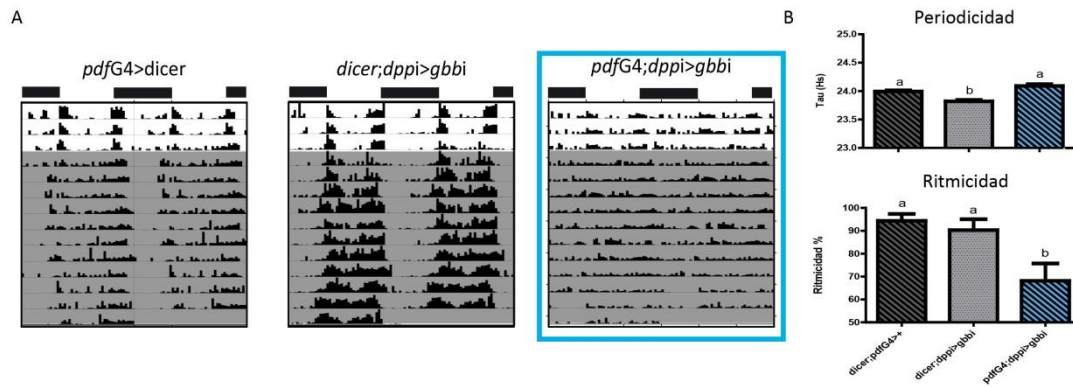 A
B
pdfG4>dicer
dicer;dppi>gbbi
pdfG4;dppi>gbbi
Periodicidad
25.0
24.5
24.0
23.5
23.0
Tau (Hs)
a
b
a
Ritmicidad
100
90
80
70
60
50
Ritmicidad %
a
a
b
dicer;pdfG4>+
dicer;dppi>gbbi
pdfG4;dppi>gbbi